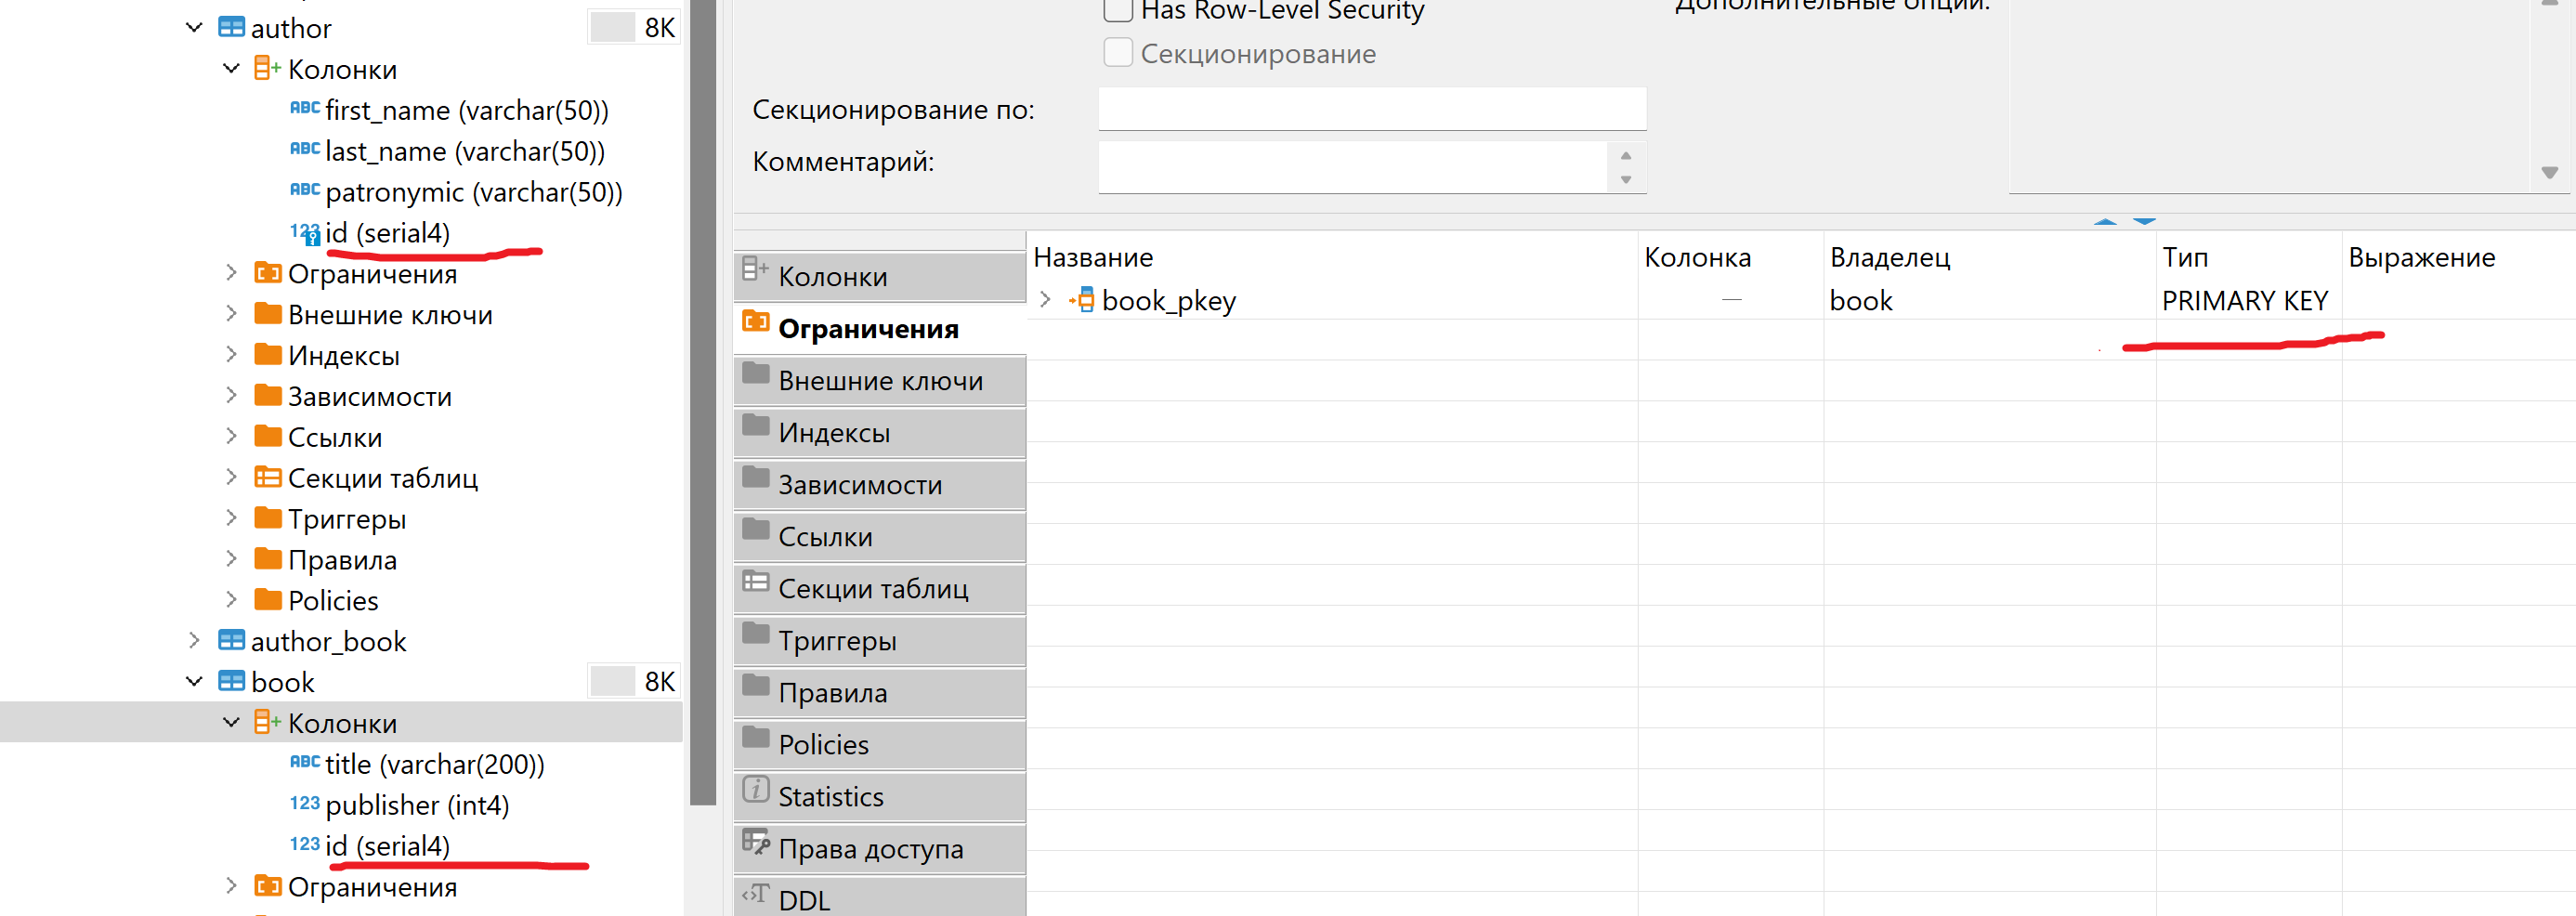 author 8K
Колонки
ABC first_name (varchar(50))
ABC last_name (varchar(50))
ABC patronymic (varchar(50))
123 id (serial4)
Ограничения
Внешние ключи
Индексы
Зависимости
Ссылки
Секции таблиц
Триггеры
Правила
Policies
author_book
book 8K
Колонки
ABC title (varchar(200))
123 publisher (int4)
123 id (serial4)
Ограничения
Has Row-Level Security
Дополнительные опции:
Секционирование
Секционирование по:
Комментарий:
Колонки
Ограничения
Внешние ключи
Индексы
Зависимости
Ссылки
Секции таблиц
Триггеры
Правила
Policies
Statistics
Права доступа
DDL
Название Колонка Владелец Тип Выражение
book_pkey — book PRIMARY KEY